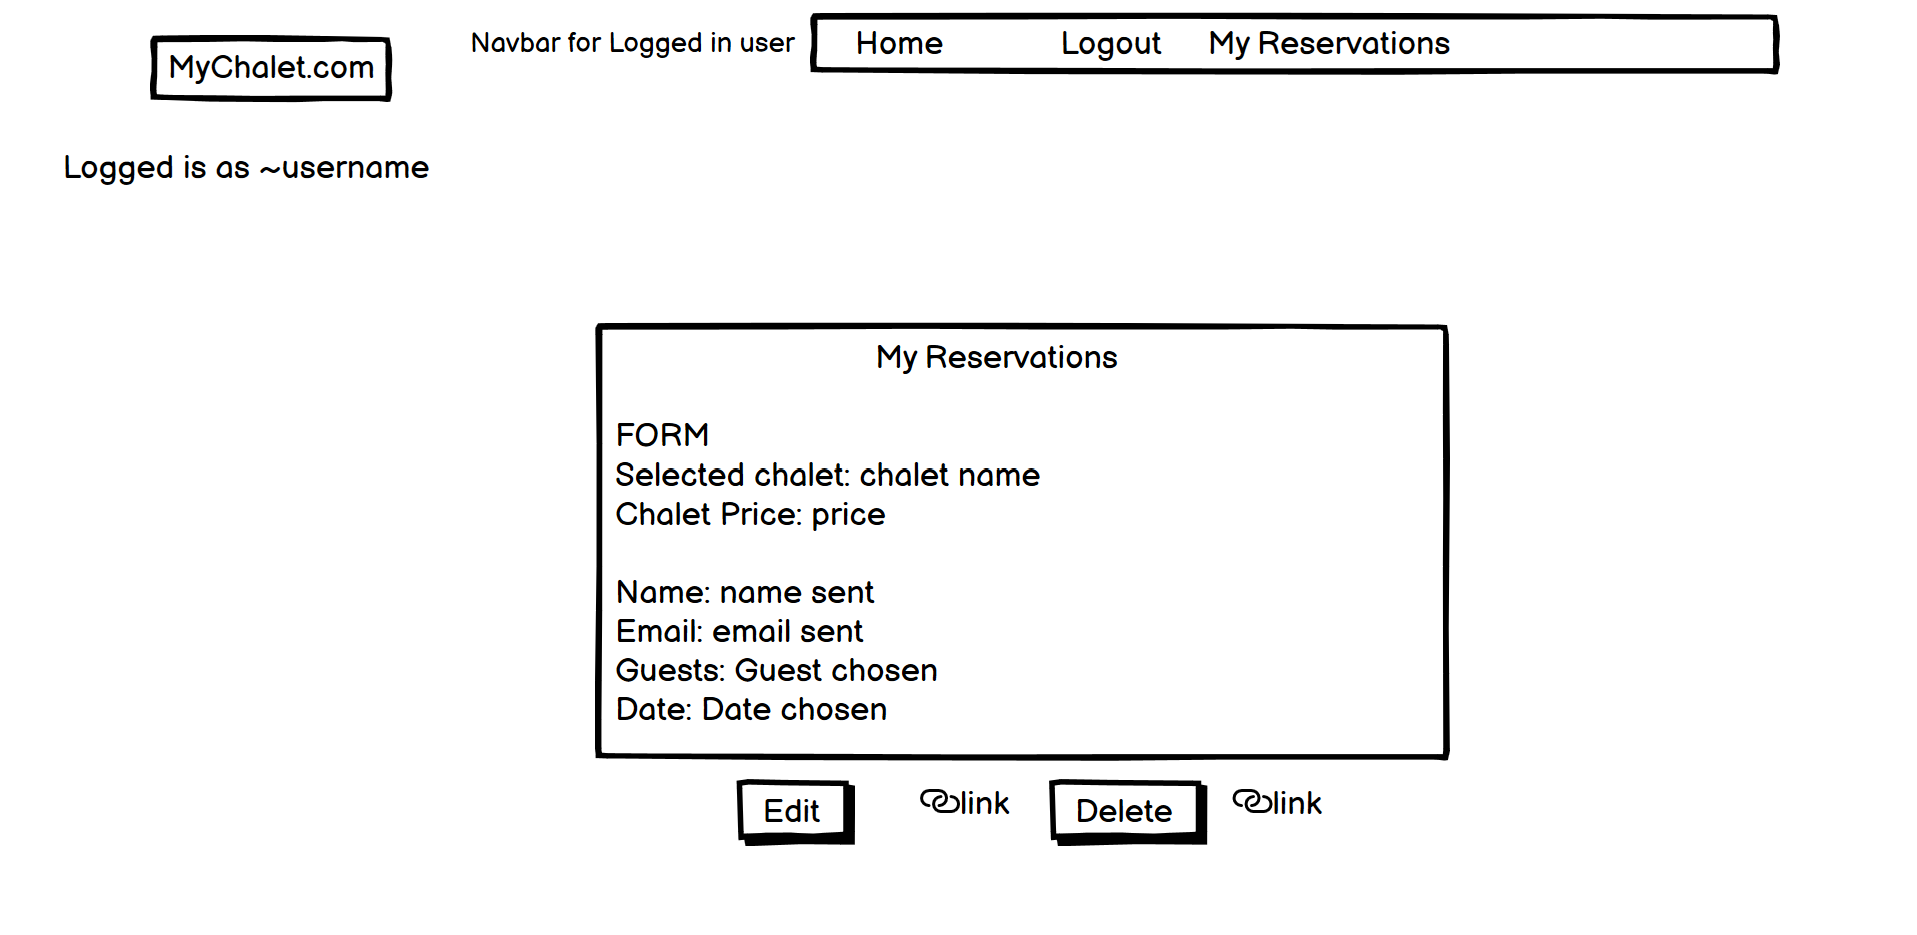 MyChalet.com
Navbar for Logged in user
Home Logout My Reservations
Logged is as ~username
My Reservations
FORM
Selected chalet: chalet name
Chalet Price: price
Name: name sent
Email: email sent
Guests: Guest chosen
Date: Date chosen
Edit link Delete link